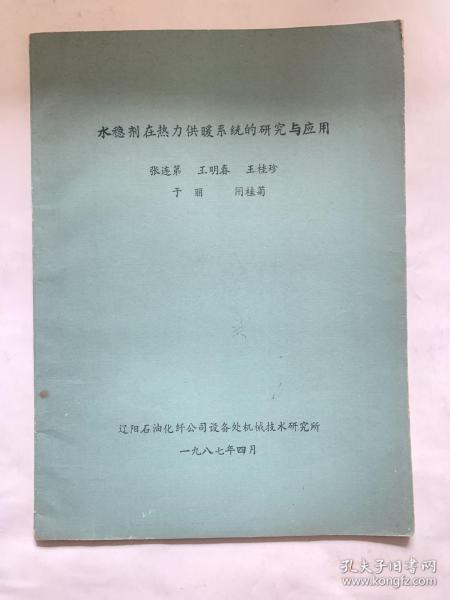 水稳剂在热力供暖系统的研究与应用
张连第 王明春 王桂珍
于丽 闫桂菊
辽阳石油化纤公司设备处机械技术研究所
一九八七年四月
孔夫子旧书网
www.kongfz.com